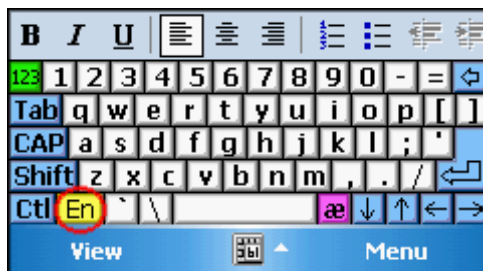 B I U
123 1 2 3 4 5 6 7 8 9 0 - =
Tab q w e r t y u i o p [ ]
CAP a s d f g h j k l ; '
Shift z x c v b n m , . /
Ctl En ` \ æ ↓ ↑ ← →
View Menu